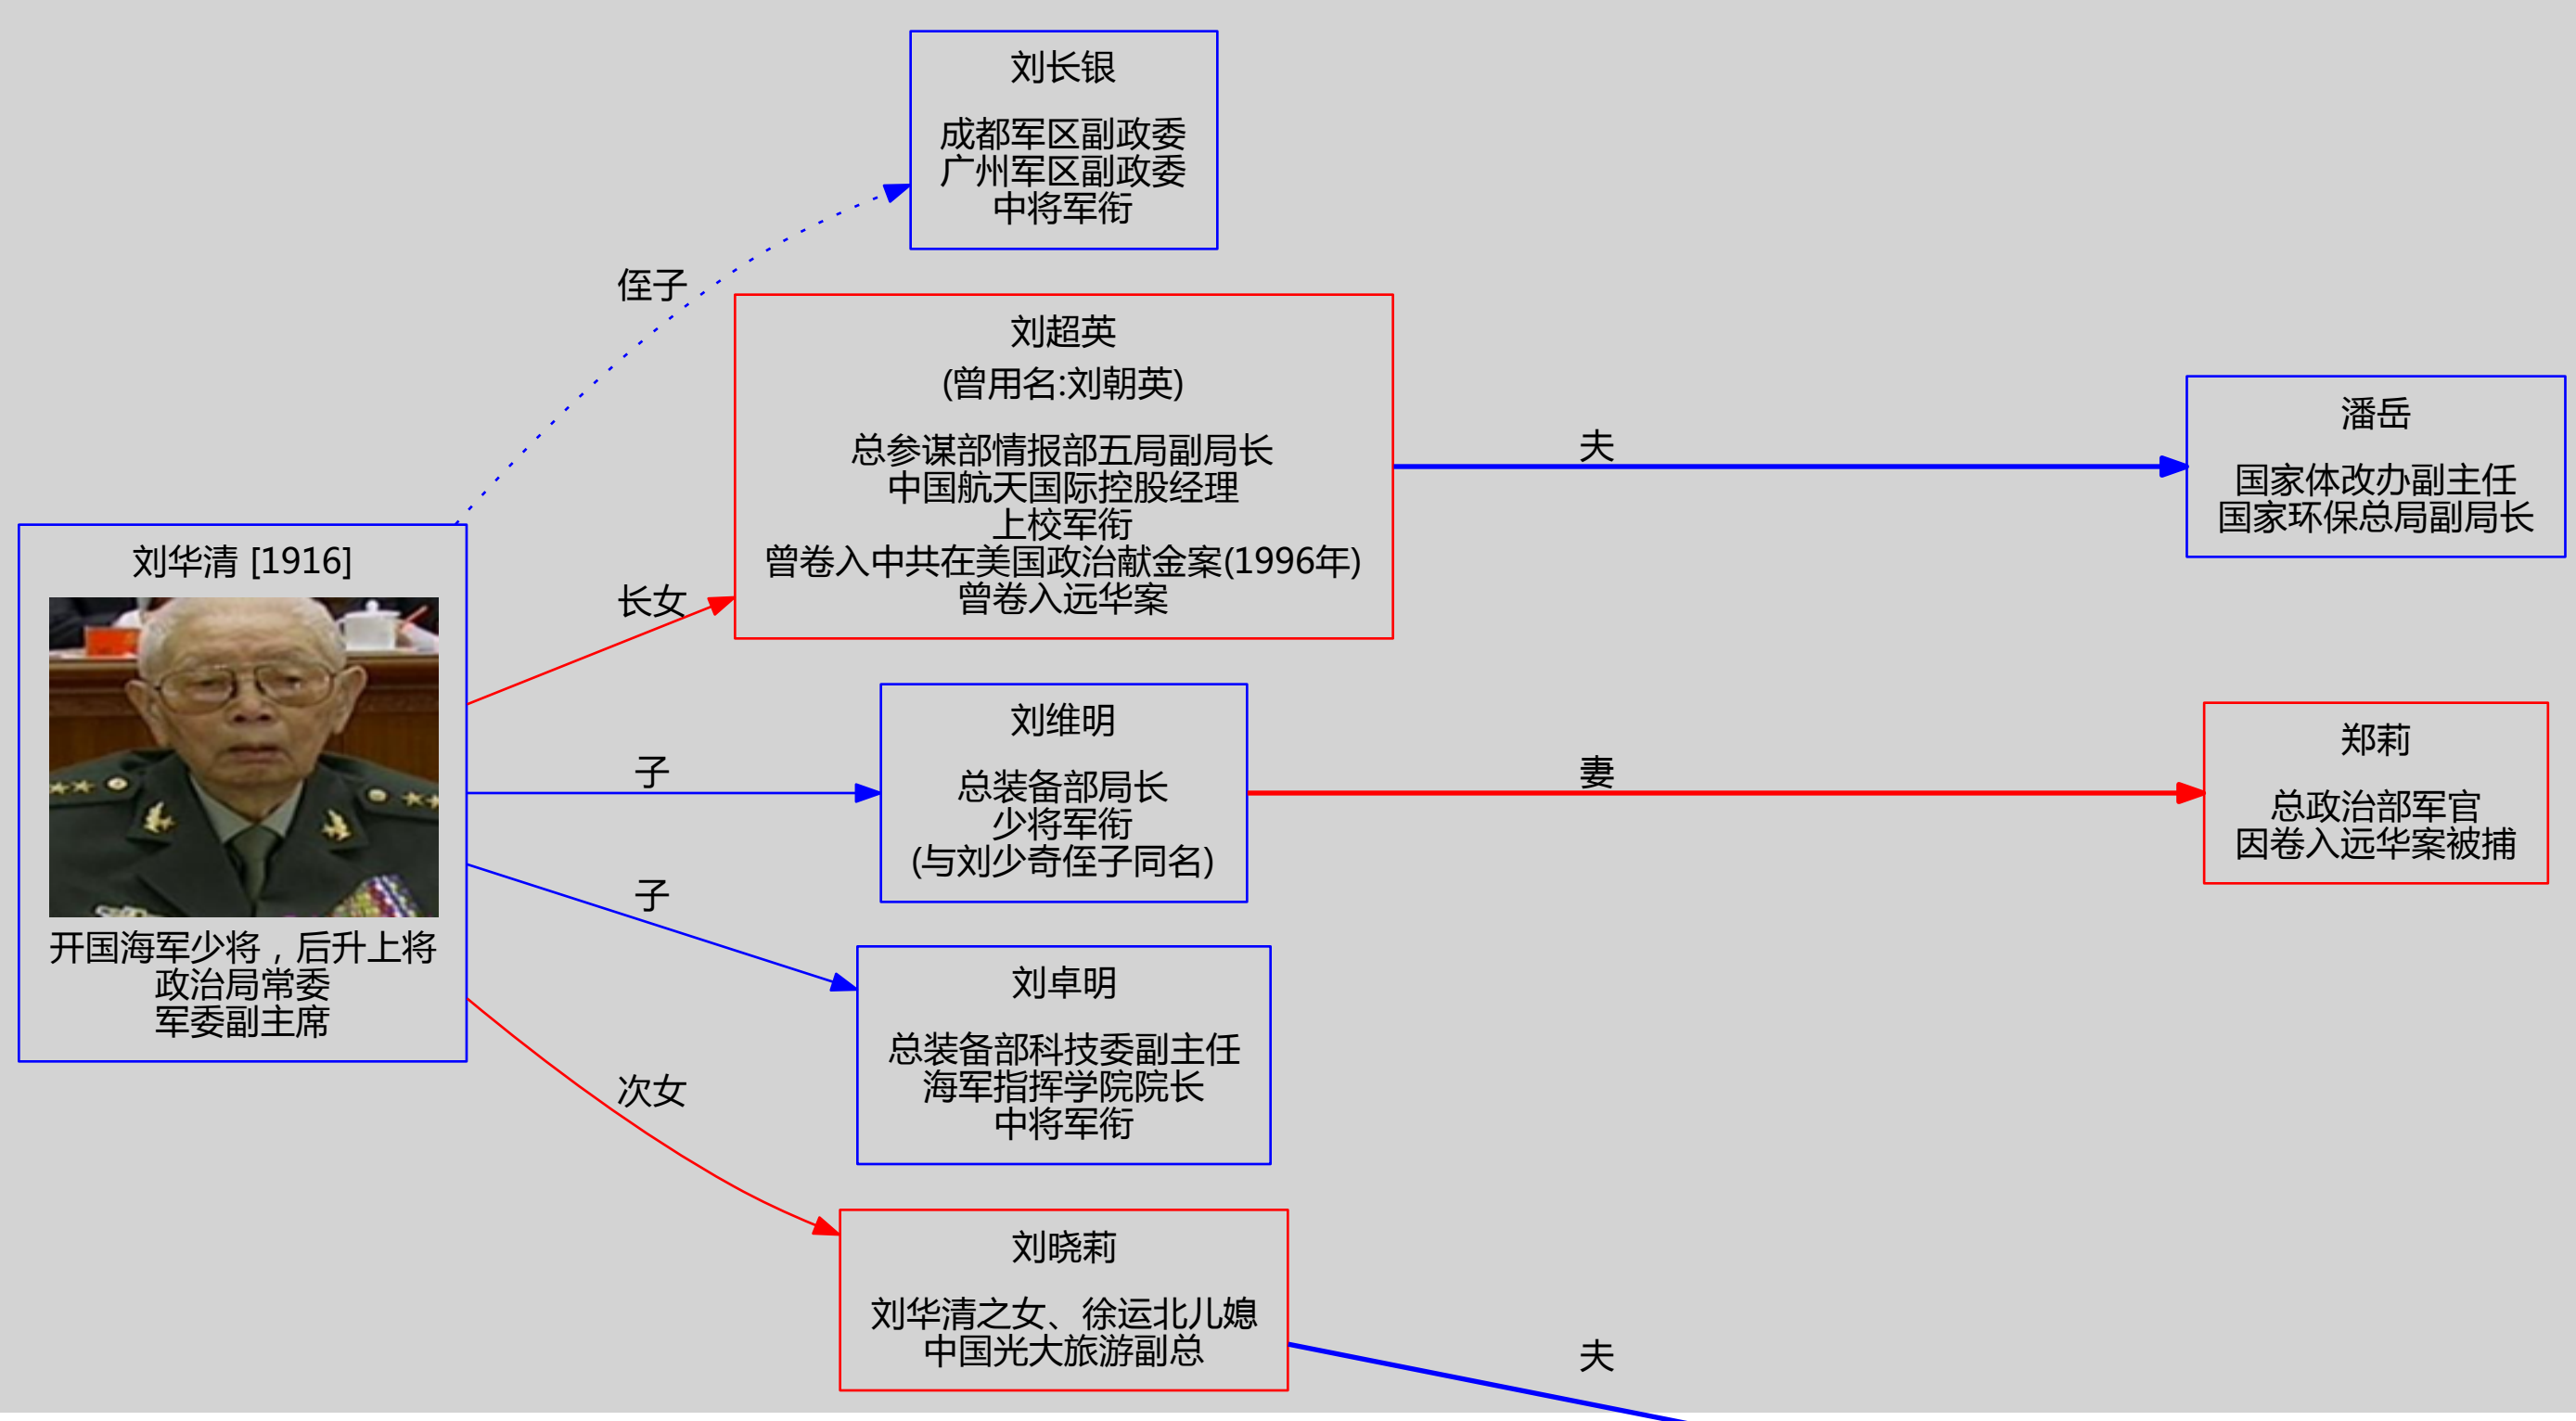 刘长银
成都军区副政委
广州军区副政委
中将军衔
侄子
刘超英
(曾用名:刘朝英)
总参谋部情报部五局副局长
中国航天国际控股经理
上校军衔
曾卷入中共在美国政治献金案(1996年)
曾卷入远华案
夫
潘岳
国家体改办副主任
国家环保总局副局长
刘华清 [1916]
开国海军少将，后升上将
政治局常委
军委副主席
长女
子
刘维明
总装备部局长
少将军衔
(与刘少奇侄子同名)
妻
郑莉
总政治部军官
因卷入远华案被捕
子
刘卓明
总装备部科技委副主任
海军指挥学院院长
中将军衔
次女
刘晓莉
刘华清之女、徐运北儿媳
中国光大旅游副总
夫